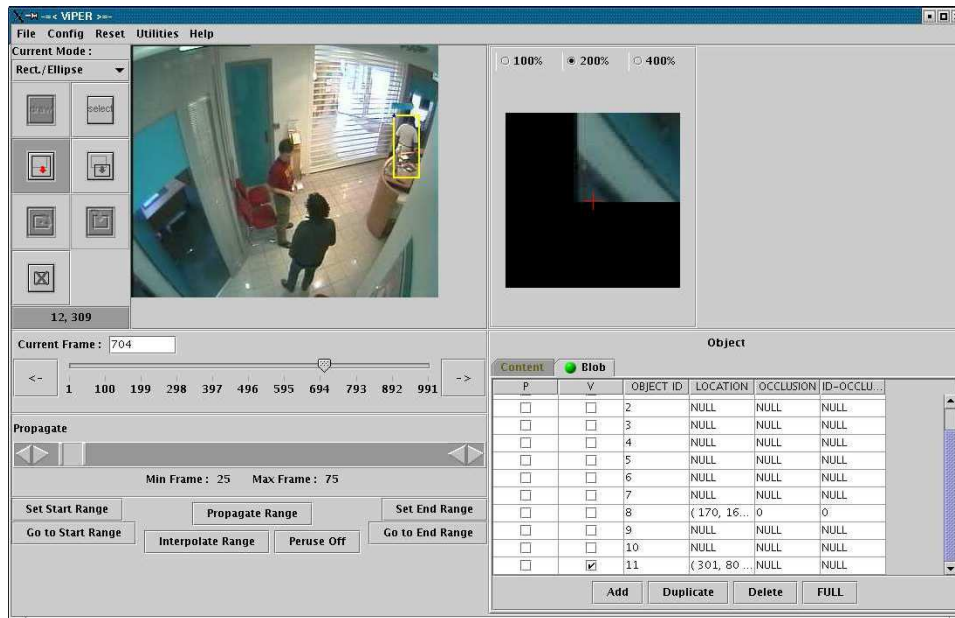 -=< ViPER >=-
File Config Reset Utilities Help
Current Mode :
Rect./Ellipse
draw select
12, 309
100% 200% 400%
Current Frame : 704
<- ->
1 100 199 298 397 496 595 694 793 892 991
Propagate
Min Frame : 25 Max Frame : 75
Set Start Range Propagate Range Set End Range
Go to Start Range Interpolate Range Peruse Off Go to End Range
Object
Content Blob
P V OBJECT ID LOCATION OCCLUSION ID-OCCLU...
2 NULL NULL NULL
3 NULL NULL NULL
4 NULL NULL NULL
5 NULL NULL NULL
6 NULL NULL NULL
7 NULL NULL NULL
8 ( 170, 16... 0 0
9 NULL NULL NULL
10 NULL NULL NULL
11 ( 301, 80 ... NULL NULL
Add Duplicate Delete FULL